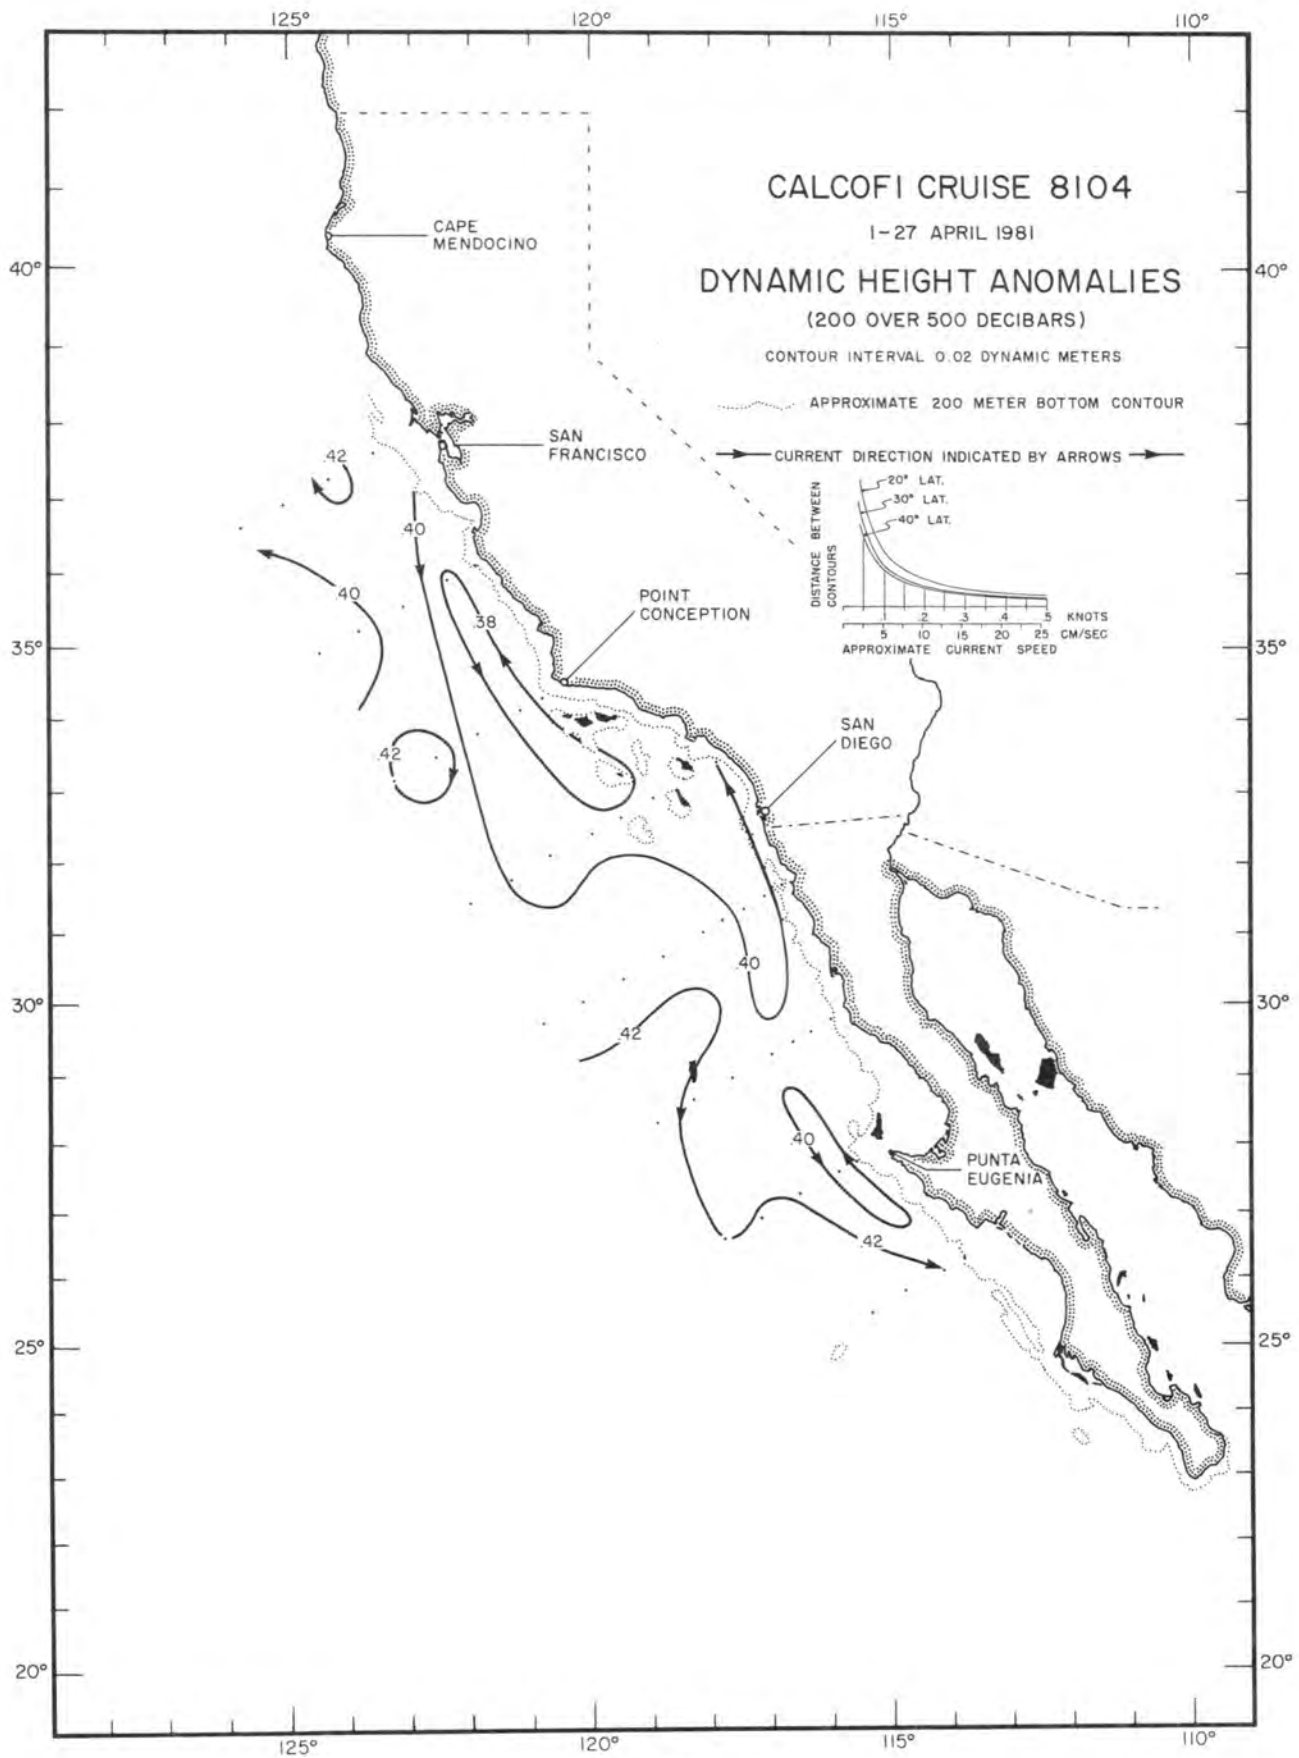 125°
120°
115°
110°
CALCOFI CRUISE 8104
1-27 APRIL 1981
CAPE
MENDOCINO
40°
40°
DYNAMIC HEIGHT ANOMALIES
(200 OVER 500 DECIBARS)
CONTOUR INTERVAL 0.02 DYNAMIC METERS
APPROXIMATE 200 METER BOTTOM CONTOUR
SAN
FRANCISCO
CURRENT DIRECTION INDICATED BY ARROWS
.42
20° LAT.
30° LAT.
40° LAT.
DISTANCE BETWEEN
CONTOURS
.40
.1 .2 .3 .4 .5 KNOTS
5 10 15 20 25 CM/SEC
APPROXIMATE CURRENT SPEED
.40
POINT
CONCEPTION
.38
35°
35°
SAN
DIEGO
.42
.40
30°
30°
.42
.40
PUNTA
EUGENIA
.42
25°
25°
20°
20°
125°
120°
115°
110°